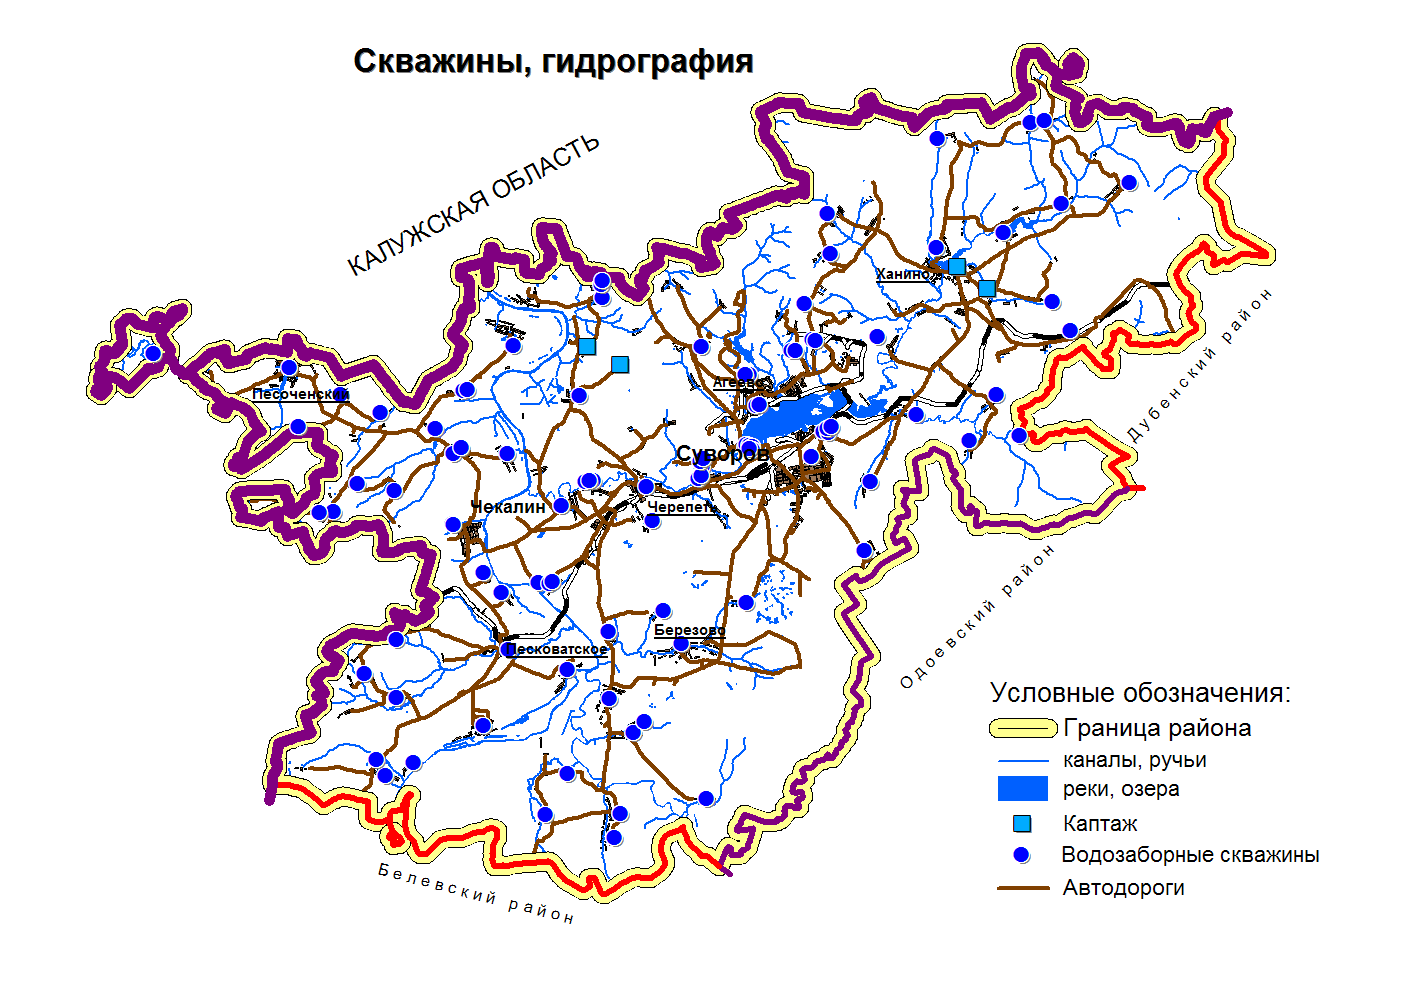 Скважины, гидрография
КАЛУЖСКАЯ ОБЛАСТЬ
Ханино
Дубенский район
Агеево
Песоченский
Суворов
Чекалин
Черепеть
Одоевский район
Березово
Песковатское
Белевский район
Условные обозначения:
Граница района
каналы, ручьи
реки, озера
Каптаж
Водозаборные скважины
Автодороги